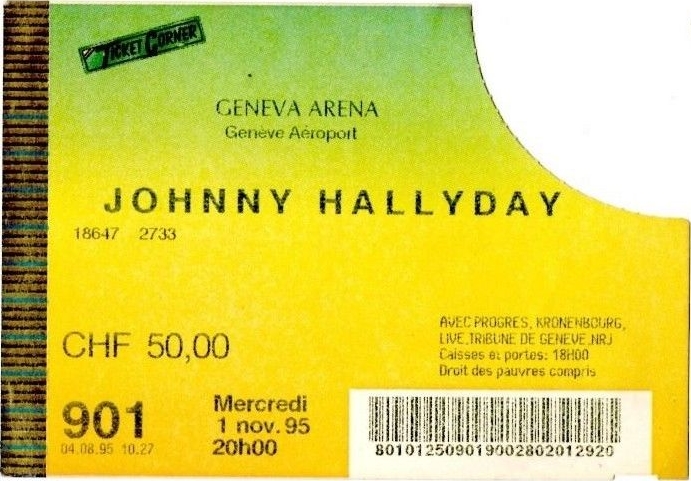 TICKET CORNER
GENEVA ARENA
Genève Aéroport
JOHNNY HALLYDAY
18647 2733
CHF 50,00
AVEC PROGRES, KRONENBOURG,
LIVE,TRIBUNE DE GENEVE,NRJ
Caisses et portes: 18H00
Droit des pauvres compris
901
04.08.95 10.27
Mercredi
1 nov. 95
20h00
80101250901900280201292​0